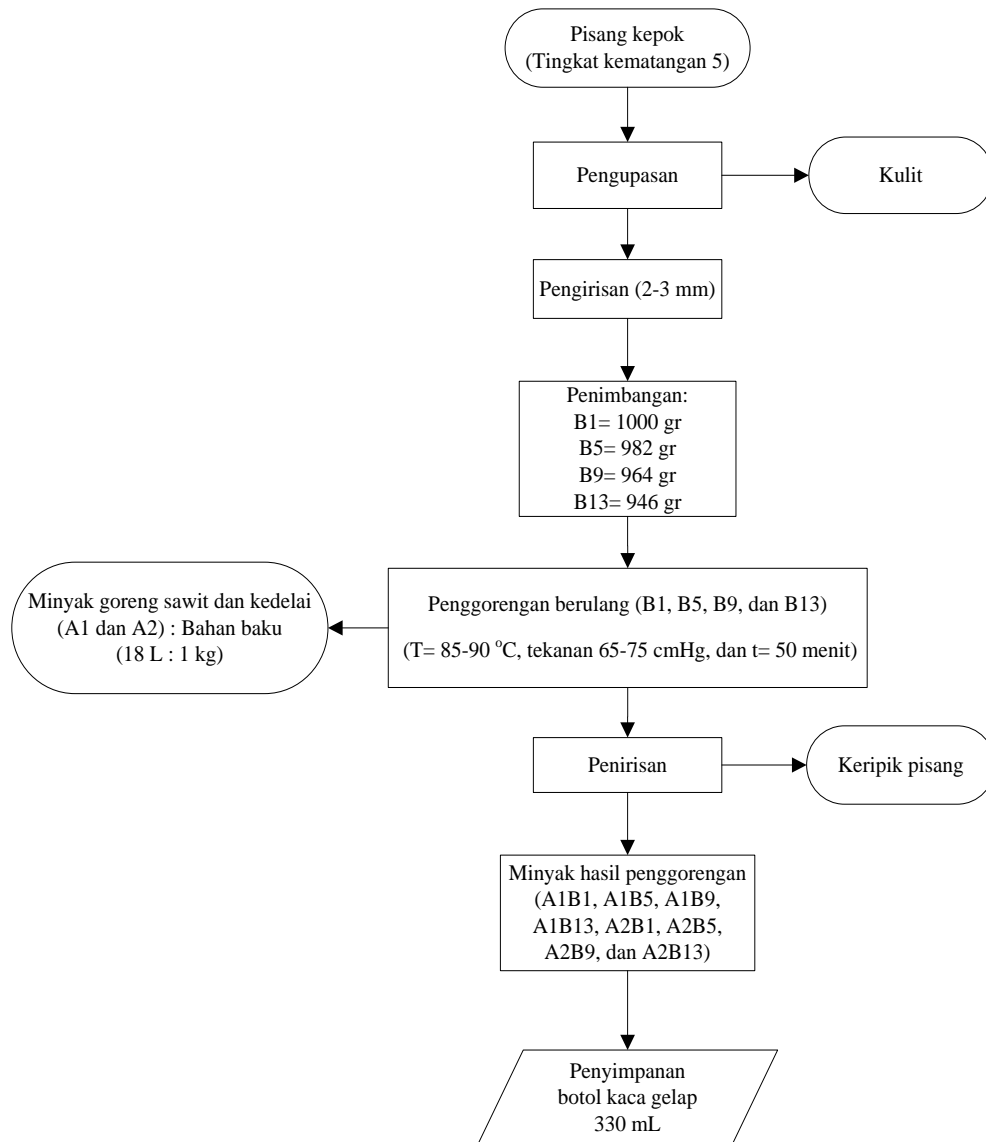 Pisang kepok
(Tingkat kematangan 5)
Pengupasan
Kulit
Pengirisan (2-3 mm)
Penimbangan:
B1= 1000 gr
B5= 982 gr
B9= 964 gr
B13= 946 gr
Minyak goreng sawit dan kedelai
(A1 dan A2) : Bahan baku
(18 L : 1 kg)
Penggorengan berulang (B1, B5, B9, dan B13)
(T= 85-90 °C, tekanan 65-75 cmHg, dan t= 50 menit)
Penirisan
Keripik pisang
Minyak hasil penggorengan
(A1B1, A1B5, A1B9,
A1B13, A2B1, A2B5,
A2B9, dan A2B13)
Penyimpanan
botol kaca gelap
330 mL